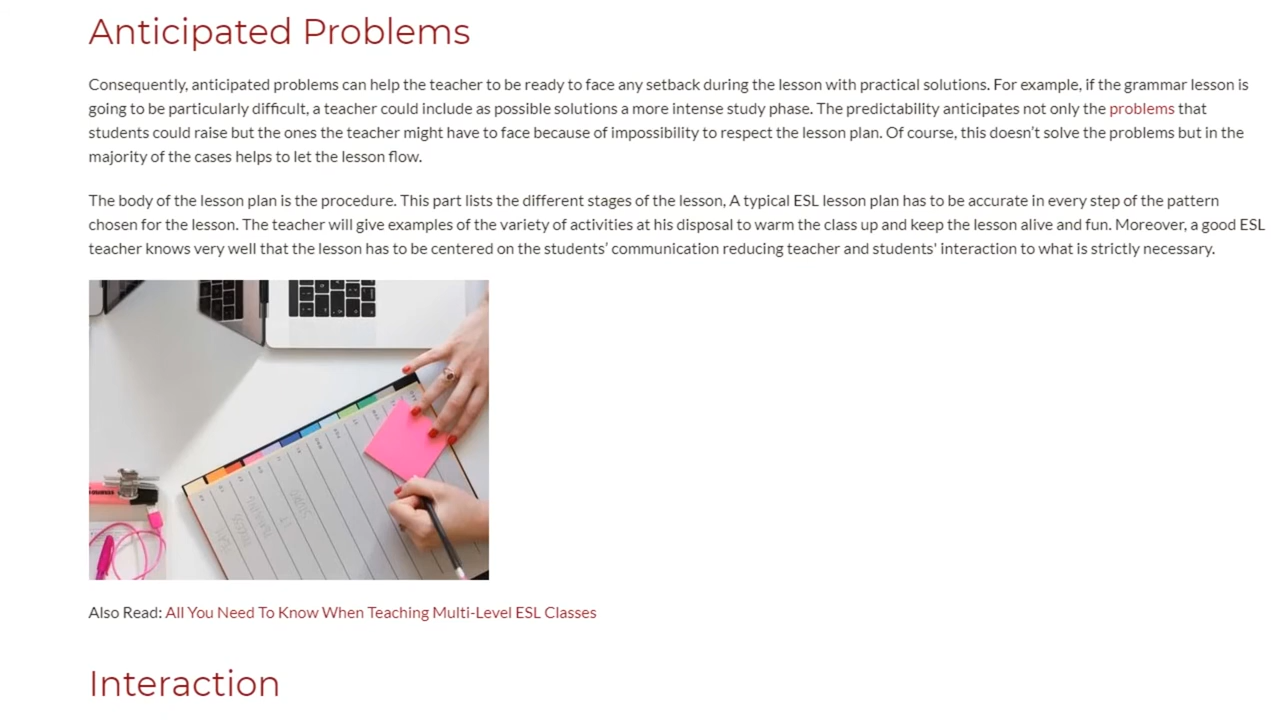 Anticipated Problems
Consequently, anticipated problems can help the teacher to be ready to face any setback during the lesson with practical solutions. For example, if the grammar lesson is
going to be particularly difficult, a teacher could include as possible solutions a more intense study phase. The predictability anticipates not only the problems that
students could raise but the ones the teacher might have to face because of impossibility to respect the lesson plan. Of course, this doesn't solve the problems but in the
majority of the cases helps to let the lesson flow.
The body of the lesson plan is the procedure. This part lists the different stages of the lesson, A typical ESL lesson plan has to be accurate in every step of the pattern
chosen for the lesson. The teacher will give examples of the variety of activities at his disposal to warm the class up and keep the lesson alive and fun. Moreover, a good ESL
teacher knows very well that the lesson has to be centered on the students' communication reducing teacher and students' interaction to what is strictly necessary.
Also Read: All You Need To Know When Teaching Multi-Level ESL Classes
Interaction